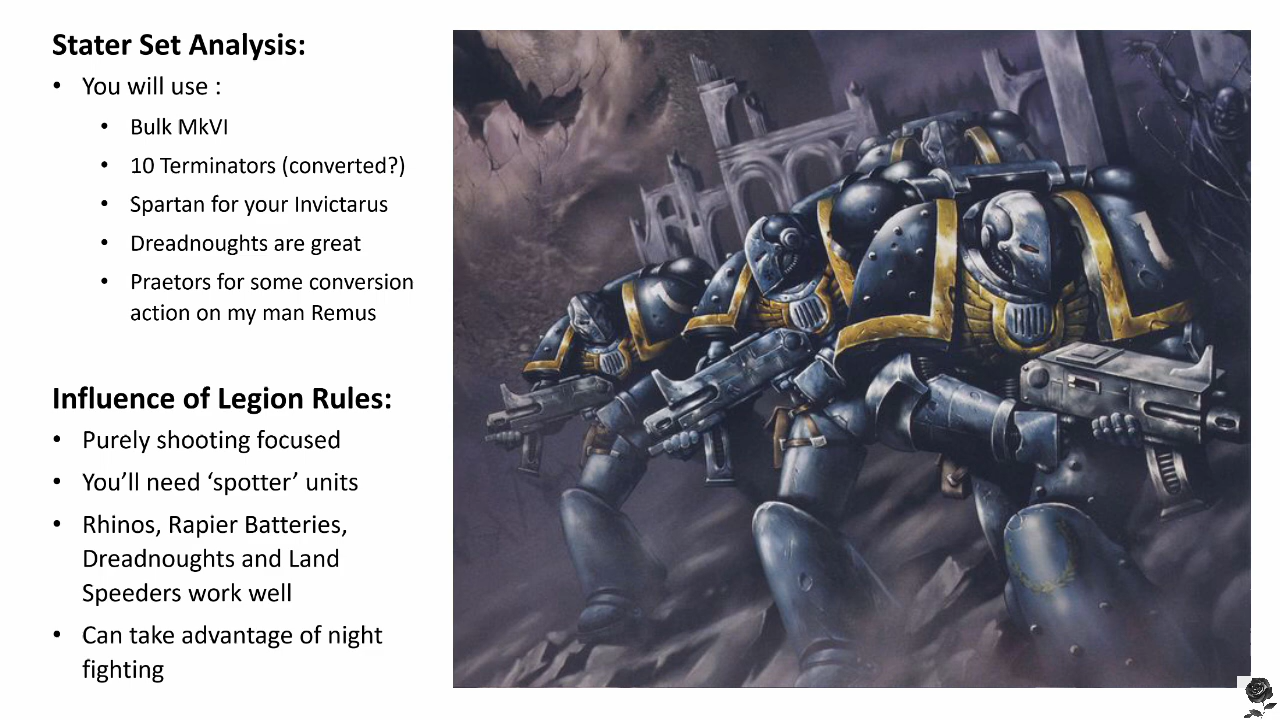 Stater Set Analysis:
• You will use :
• Bulk MkVI
• 10 Terminators (converted?)
• Spartan for your Invictarus
• Dreadnoughts are great
• Praetors for some conversion
action on my man Remus
Influence of Legion Rules:
• Purely shooting focused
• You’ll need ‘spotter’ units
• Rhinos, Rapier Batteries,
Dreadnoughts and Land
Speeders work well
• Can take advantage of night
fighting